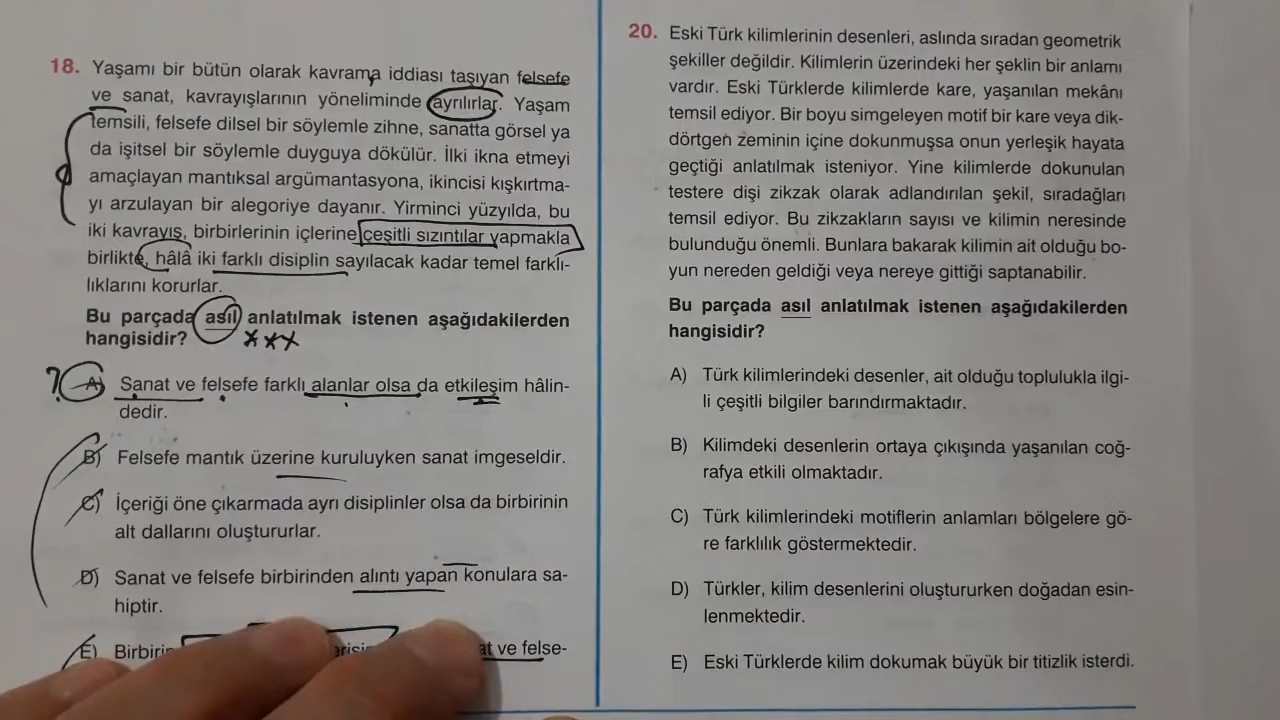 18. Yaşamı bir bütün olarak kavrama iddiası taşıyan felsefe
ve sanat, kavrayışlarının yöneliminde ayrılırlar. Yaşam
temsili, felsefe dilsel bir söylemle zihne, sanatta görsel ya
da işitsel bir söylemle duyguya dökülür. İlki ikna etmeyi
amaçlayan mantıksal argümantasyona, ikincisi kışkırtma-
yı arzulayan bir alegoriye dayanır. Yirminci yüzyılda, bu
iki kavrayış, birbirlerinin içlerine çeşitli sızıntılar yapmakla
birlikte, hâlâ iki farklı disiplin sayılacak kadar temel farklı-
lıklarını korurlar.
Bu parçada asıl anlatılmak istenen aşağıdakilerden
hangisidir?
A) Sanat ve felsefe farklı alanlar olsa da etkileşim hâlin-
dedir.
B) Felsefe mantık üzerine kuruluyken sanat imgeseldir.
C) İçeriği öne çıkarmada ayrı disiplinler olsa da birbirinin
alt dallarını oluştururlar.
D) Sanat ve felsefe birbirinden alıntı yapan konulara sa-
hiptir.
E) ve felse-
20. Eski Türk kilimlerinin desenleri, aslında sıradan geometrik
şekiller değildir. Kilimlerin üzerindeki her şeklin bir anlamı
vardır. Eski Türklerde kilimlerde kare, yaşanılan mekânı
temsil ediyor. Bir boyu simgeleyen motif bir kare veya dik-
dörtgen zeminin içine dokunmuşsa onun yerleşik hayata
geçtiği anlatılmak isteniyor. Yine kilimlerde dokunulan
testere dişi zikzak olarak adlandırılan şekil, sıradağları
temsil ediyor. Bu zikzakların sayısı ve kilimin neresinde
bulunduğu önemli. Bunlara bakarak kilimin ait olduğu bo-
yun nereden geldiği veya nereye gittiği saptanabilir.
Bu parçada asıl anlatılmak istenen aşağıdakilerden
hangisidir?
A) Türk kilimlerindeki desenler, ait olduğu toplulukla ilgi-
li çeşitli bilgiler barındırmaktadır.
B) Kilimdeki desenlerin ortaya çıkışında yaşanılan coğ-
rafya etkili olmaktadır.
C) Türk kilimlerindeki motiflerin anlamları bölgelere gö-
re farklılık göstermektedir.
D) Türkler, kilim desenlerini oluştururken doğadan esin-
lenmektedir.
E) Eski Türklerde kilim dokumak büyük bir titizlik isterdi.